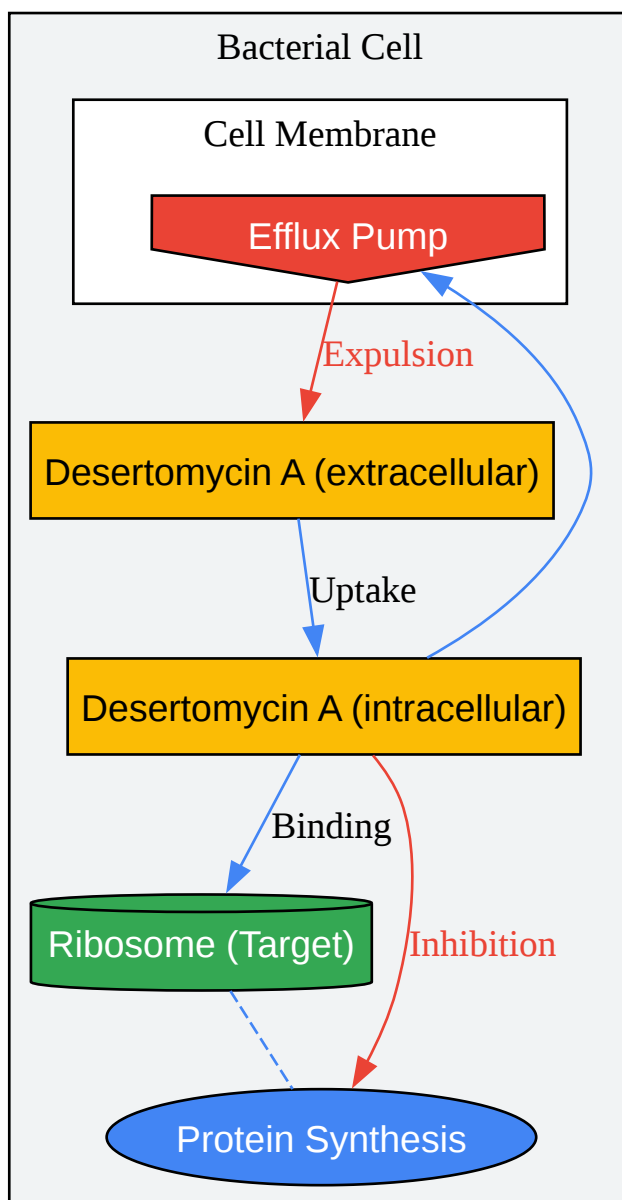 Bacterial Cell
Cell Membrane
Efflux Pump
Expulsion
Desertomycin A (extracellular)
Uptake
Desertomycin A (intracellular)
Binding
Ribosome (Target)
Inhibition
Protein Synthesis